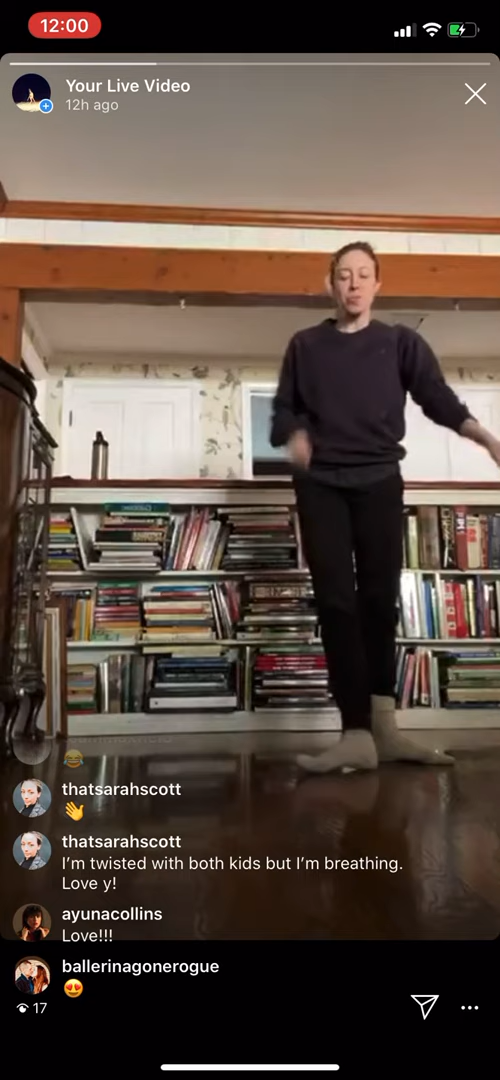 12:00
Your Live Video
12h ago
😂
thatsarahscott
👋
thatsarahscott
I'm twisted with both kids but I'm breathing.
Love y!
ayunacollins
Love!!!
ballerinagonerogue
😍
17